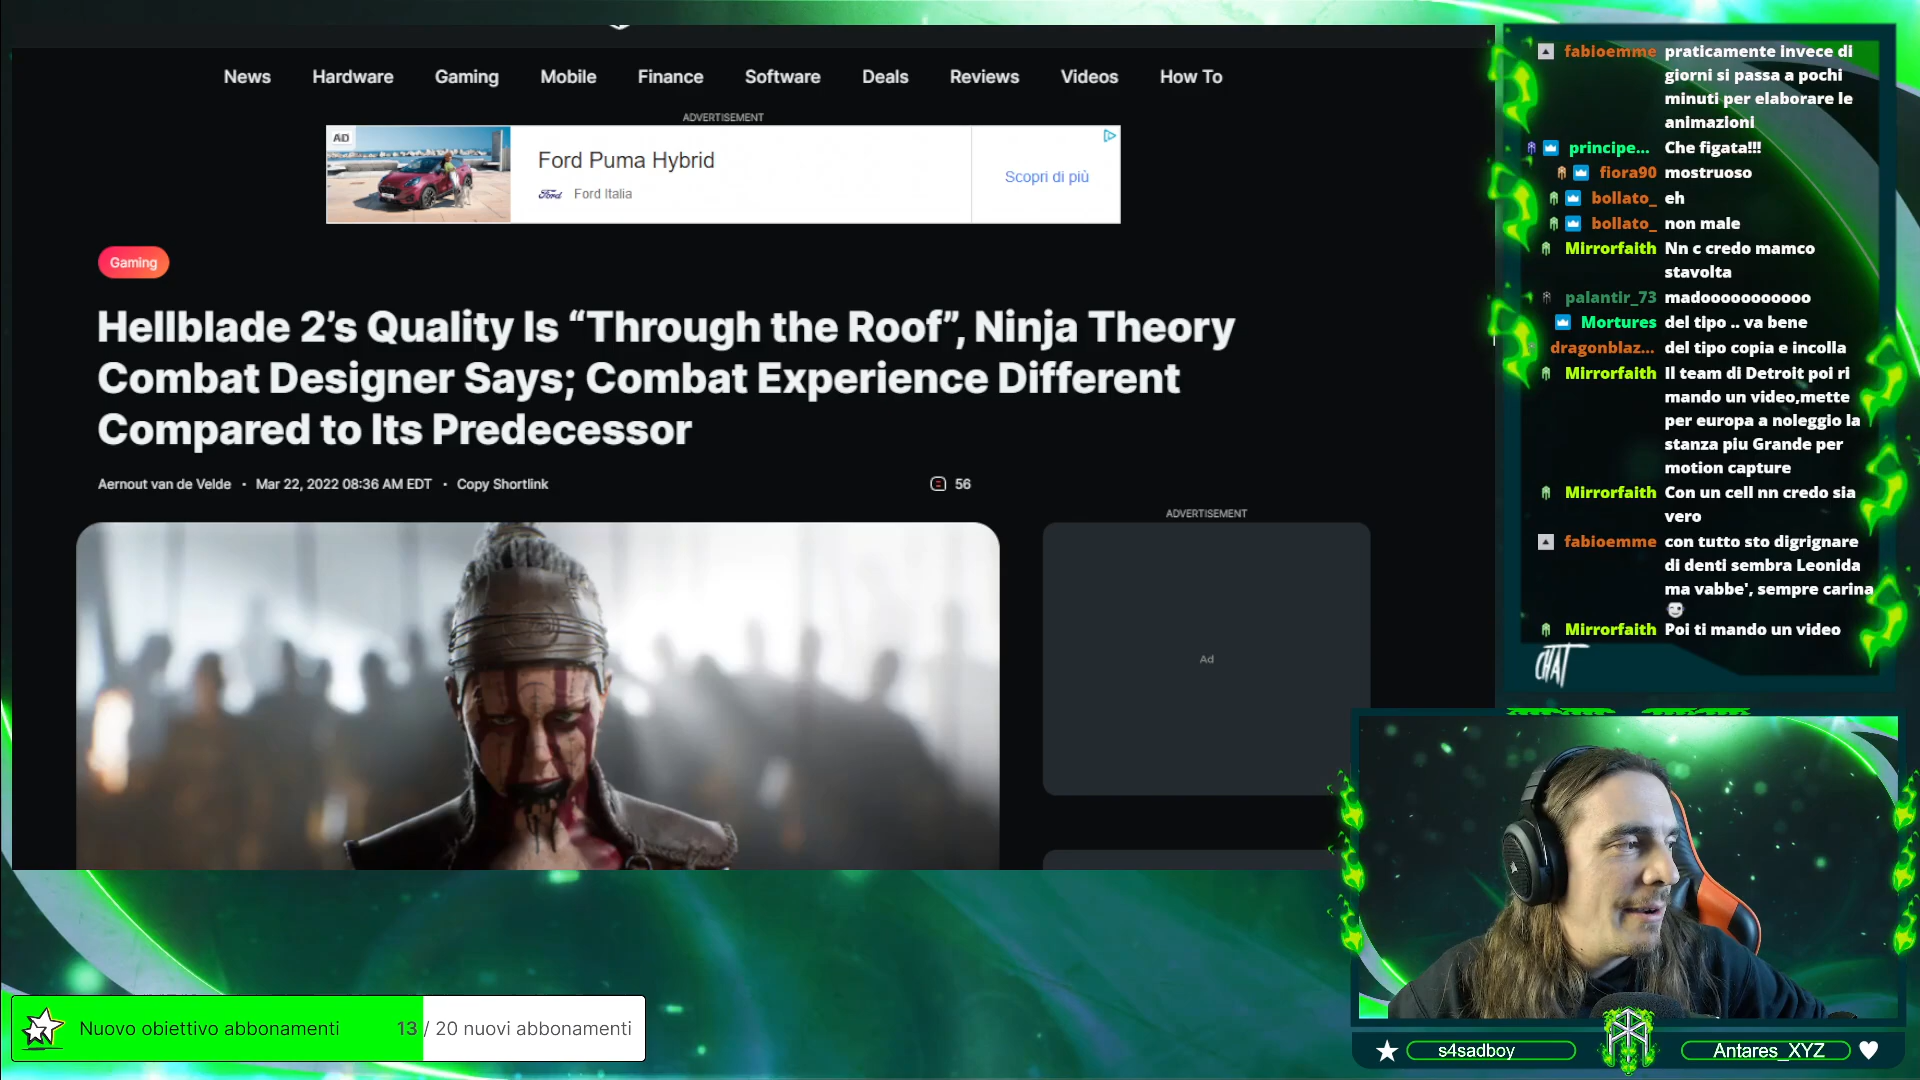 News Hardware Gaming Mobile Finance Software Deals Reviews Videos How To
ADVERTISEMENT
AD
Ford Puma Hybrid
Ford Ford Italia
Scopri di più
Gaming
Hellblade 2’s Quality Is “Through the Roof”, Ninja Theory
Combat Designer Says; Combat Experience Different
Compared to Its Predecessor
Aernout van de Velde • Mar 22, 2022 08:36 AM EDT • Copy Shortlink
56
ADVERTISEMENT
Ad
fabioemme praticamente invece di
giorni si passa a pochi
minuti per elaborare le
animazioni
principe... Che figata!!!
fiora90 mostruoso
bollato_ eh
bollato_ non male
Mirrorfaith Nn c credo mamco
stavolta
palantir_73 madooooooooooo
Mortures del tipo .. va bene
dragonblaz... del tipo copia e incolla
Mirrorfaith Il team di Detroit poi ri
mando un video,mette
per europa a noleggio la
stanza piu Grande per
motion capture
Mirrorfaith Con un cell nn credo sia
vero
fabioemme con tutto sto digrignare
di denti sembra Leonida
ma vabbe', sempre carina
Mirrorfaith Poi ti mando un video
CHAT
Nuovo obiettivo abbonamenti 13 / 20 nuovi abbonamenti
s4sadboy
Antares_XYZ